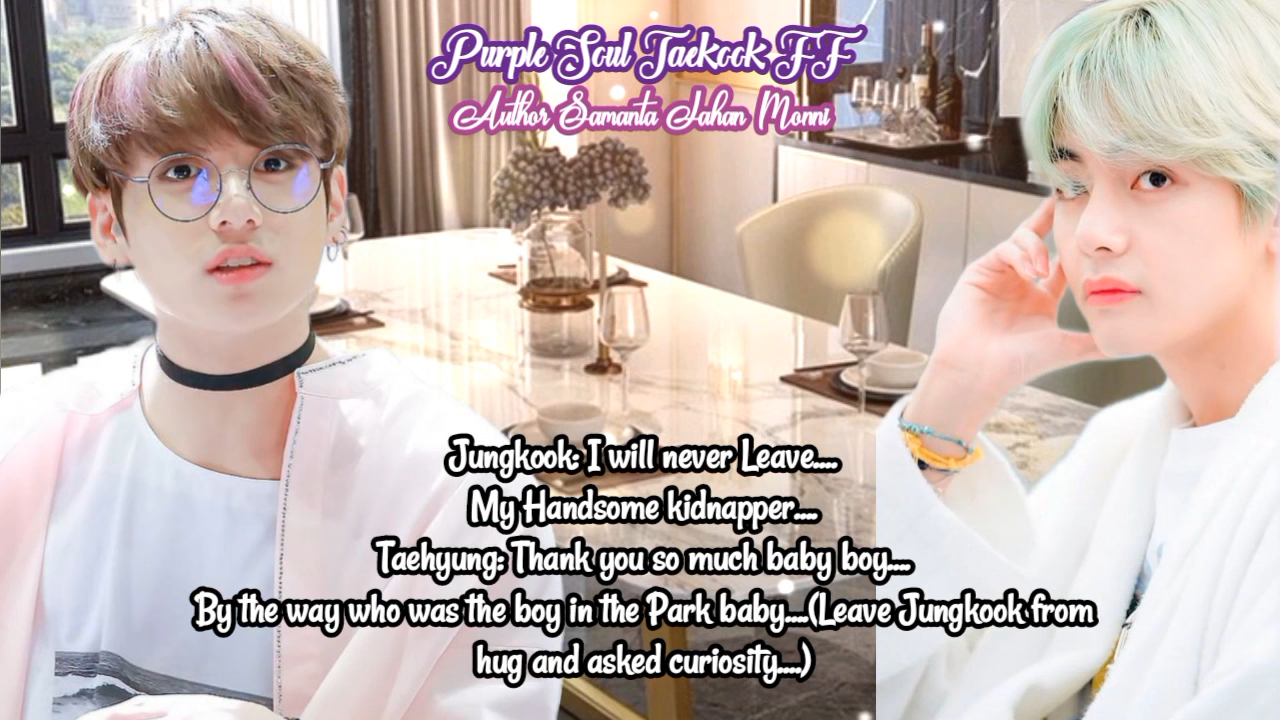 Purple Soul Taekook FF
Author Samanta Jahan Monni
Jungkook: I will never Leave....
My Handsome kidnapper....
Taehyung: Thank you so much baby boy....
By the way who was the boy in the Park baby....(Leave Jungkook from
hug and asked curiosity....)